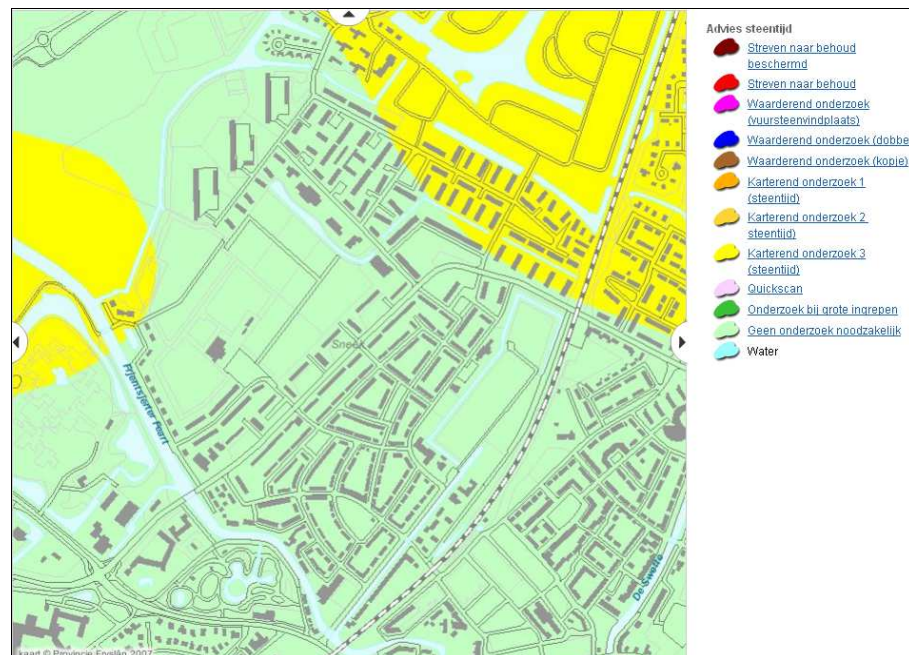 Advies steentijd
Streven naar behoud
beschermd
Streven naar behoud
Waarderend onderzoek
(vuursteenvindplaats)
Waarderend onderzoek (dobbe
Waarderend onderzoek (kopje)
Karterend onderzoek 1
(steentijd)
Karterend onderzoek 2
steentijd)
Karterend onderzoek 3
(steentijd)
Quickscan
Onderzoek bij grote ingrepen
Geen onderzoek noodzakelijk
Water
Sneek
Frjentsjerter Feart
De Swette
kaart © Provincie Fryslân 2007